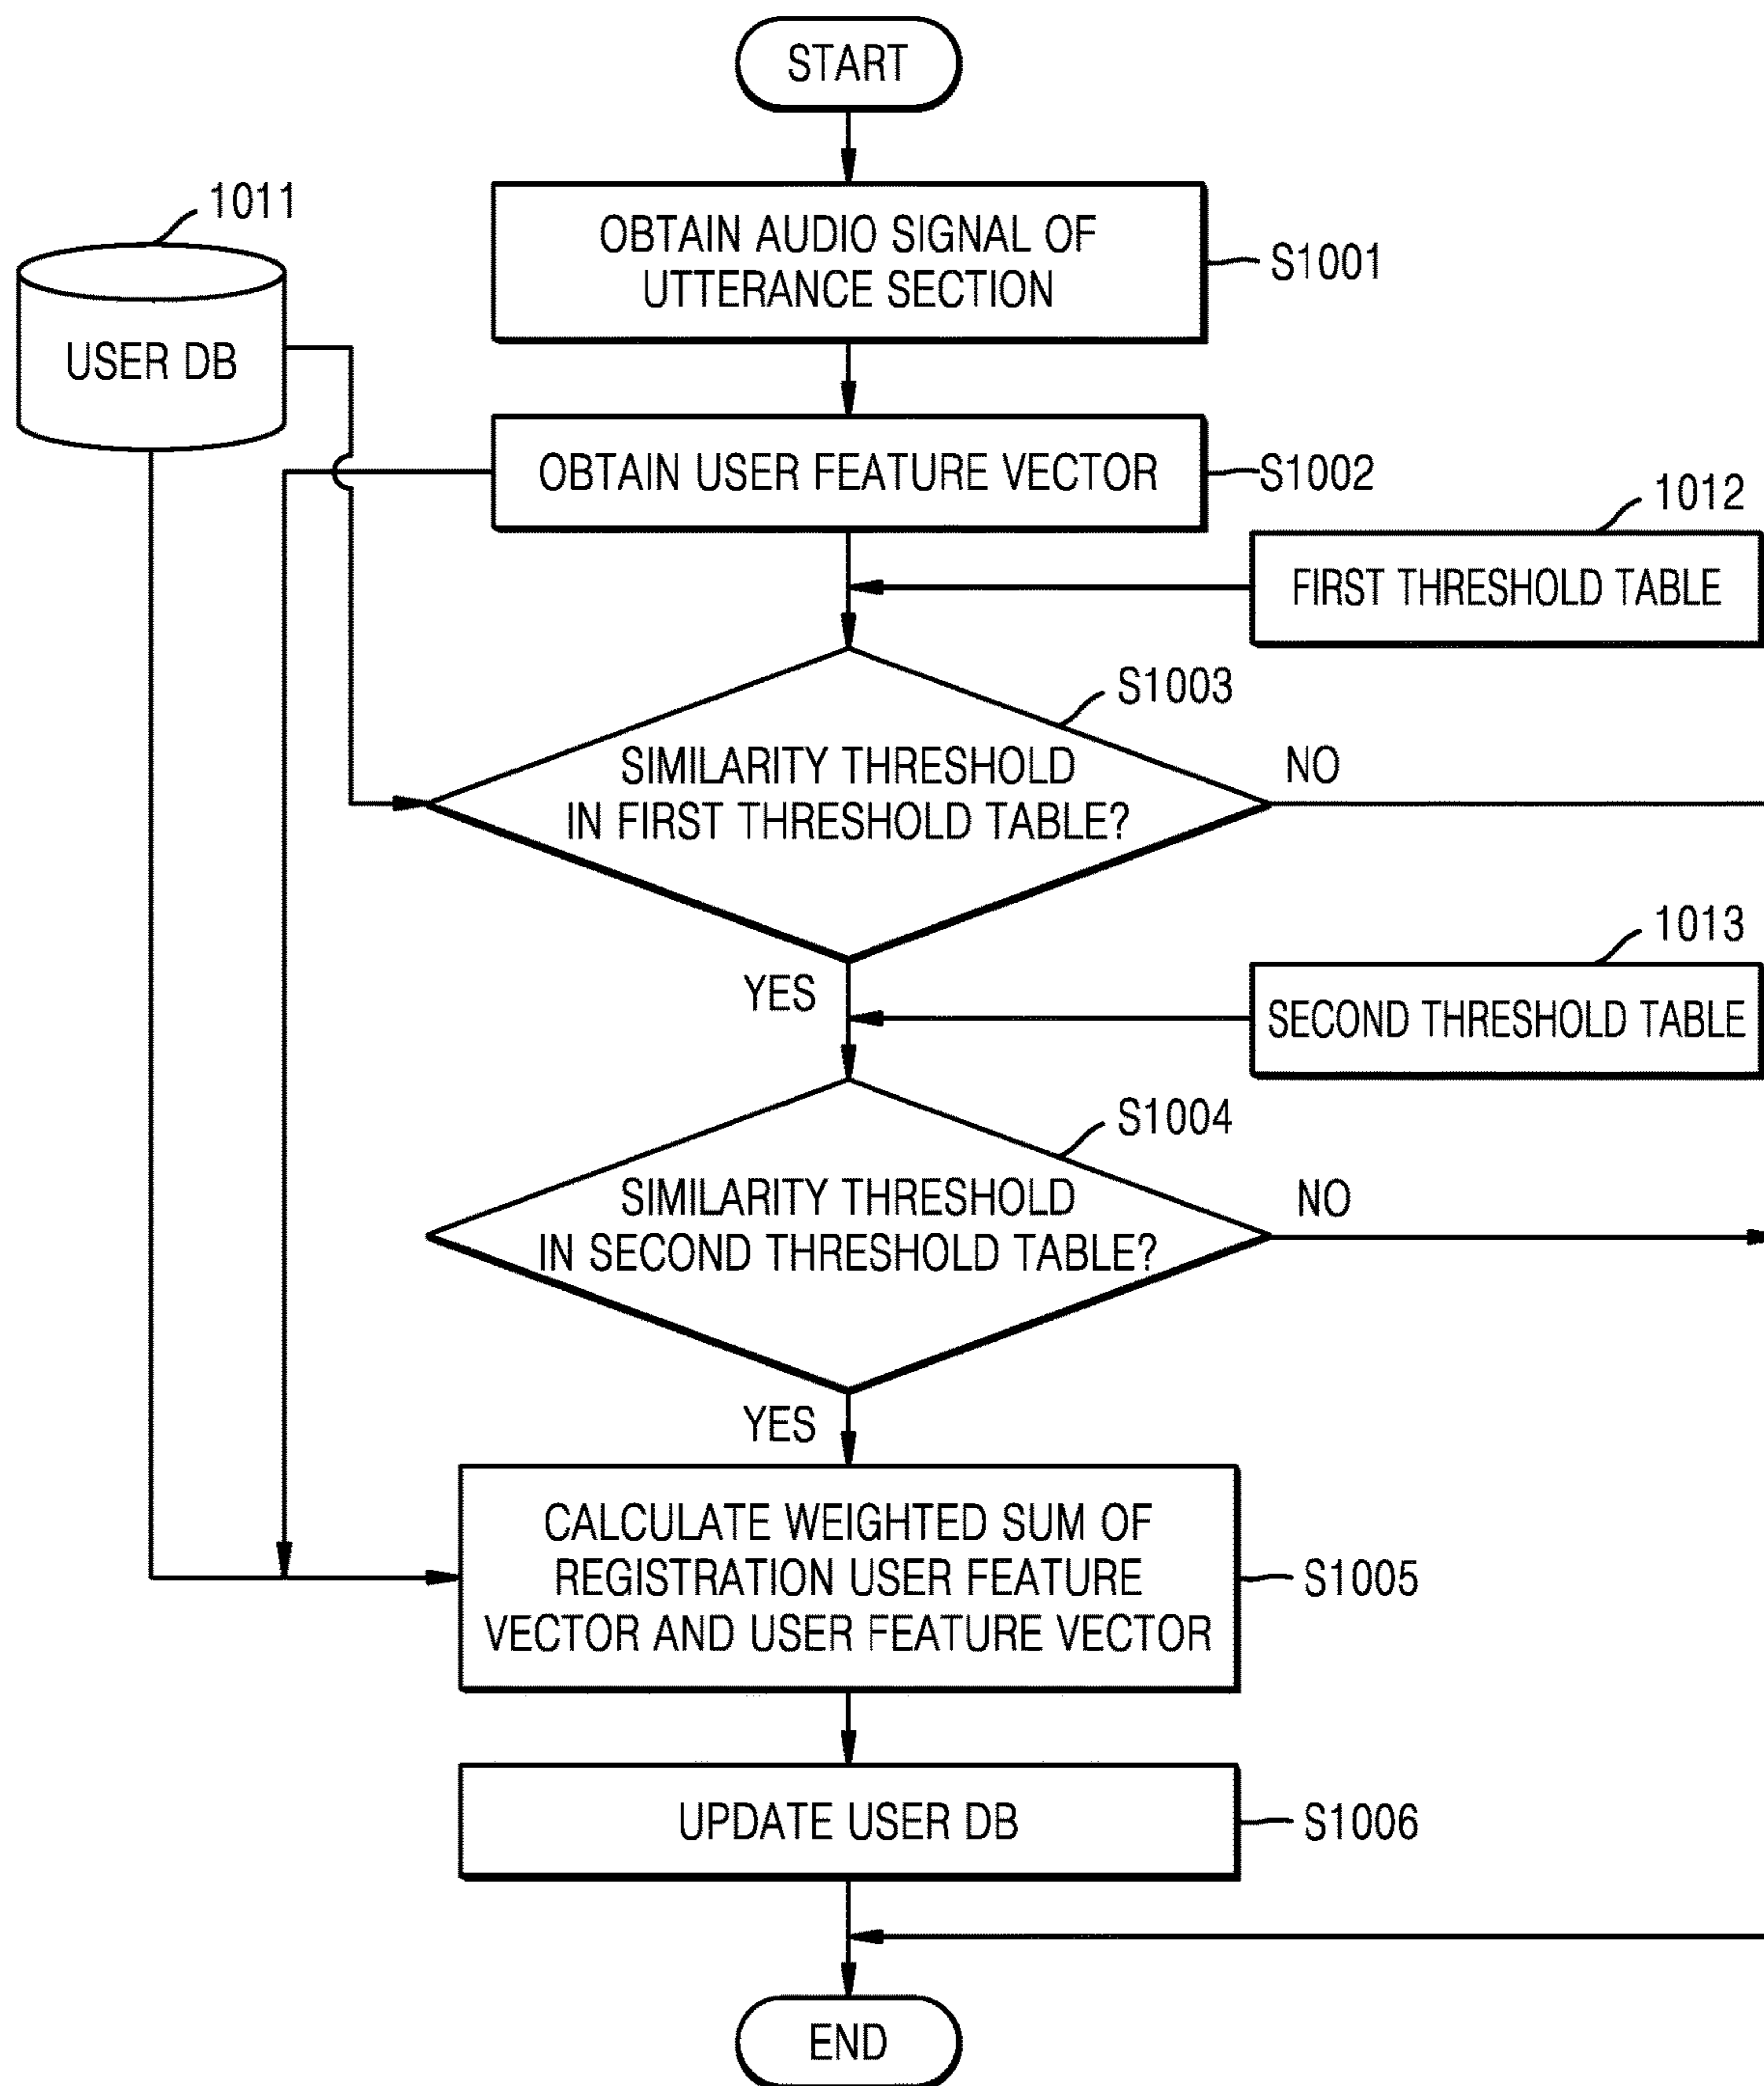 START
1011
OBTAIN AUDIO SIGNAL OF
UTTERANCE SECTION
S1001
USER DB
OBTAIN USER FEATURE VECTOR
S1002
1012
FIRST THRESHOLD TABLE
S1003
SIMILARITY THRESHOLD
IN FIRST THRESHOLD TABLE?
NO
YES
1013
SECOND THRESHOLD TABLE
S1004
SIMILARITY THRESHOLD
IN SECOND THRESHOLD TABLE?
NO
YES
CALCULATE WEIGHTED SUM OF
REGISTRATION USER FEATURE
VECTOR AND USER FEATURE VECTOR
S1005
UPDATE USER DB
S1006
END